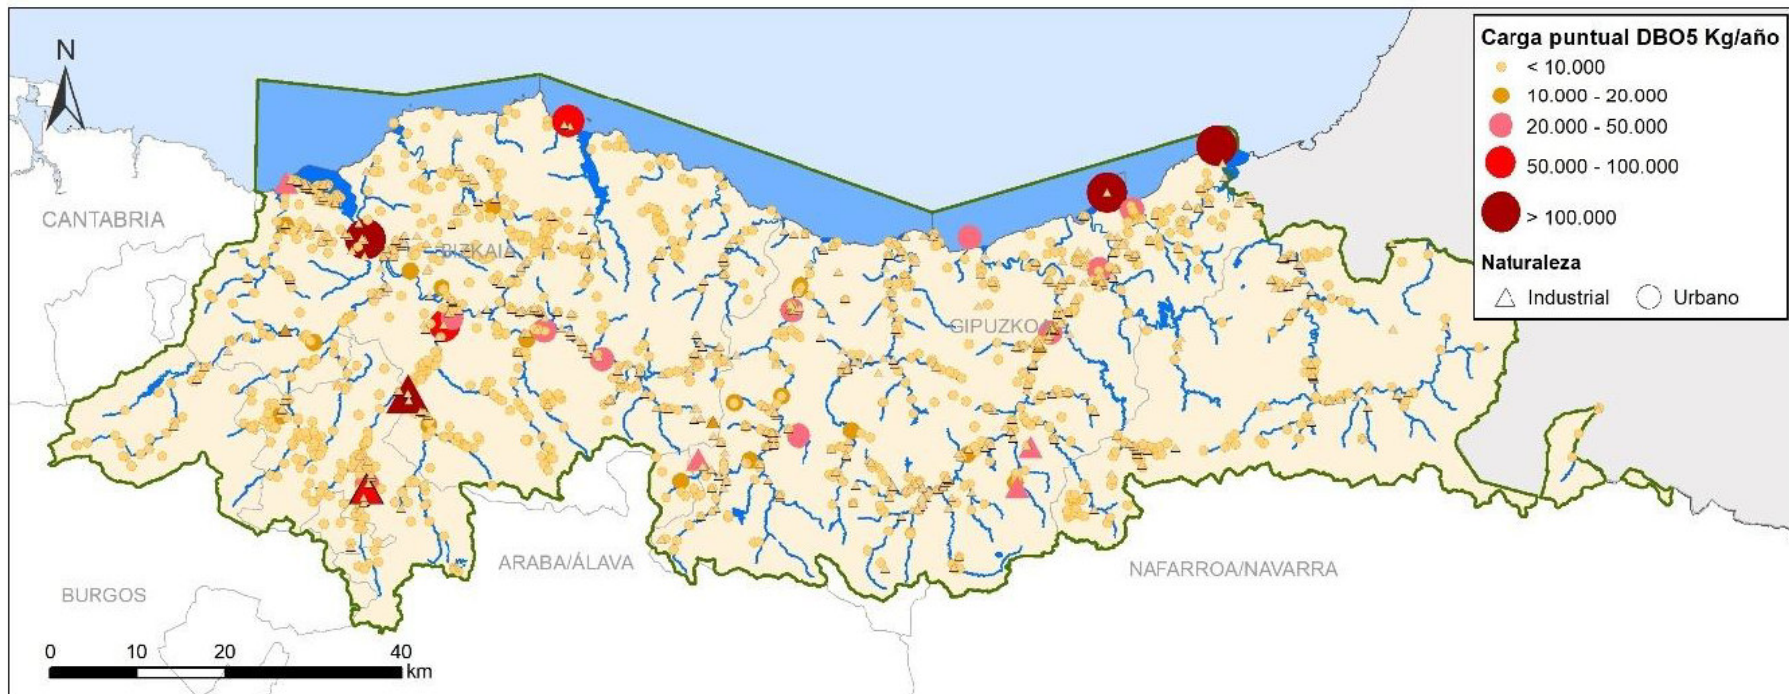 N
CANTABRIA
BIZKAIA
GIPUZKOA
ARABA/ÁLAVA
NAFARROA/NAVARRA
BURGOS
0 10 20 40
km
Carga puntual DBO5 Kg/año
< 10.000
10.000 - 20.000
20.000 - 50.000
50.000 - 100.000
> 100.000
Naturaleza
Industrial Urbano